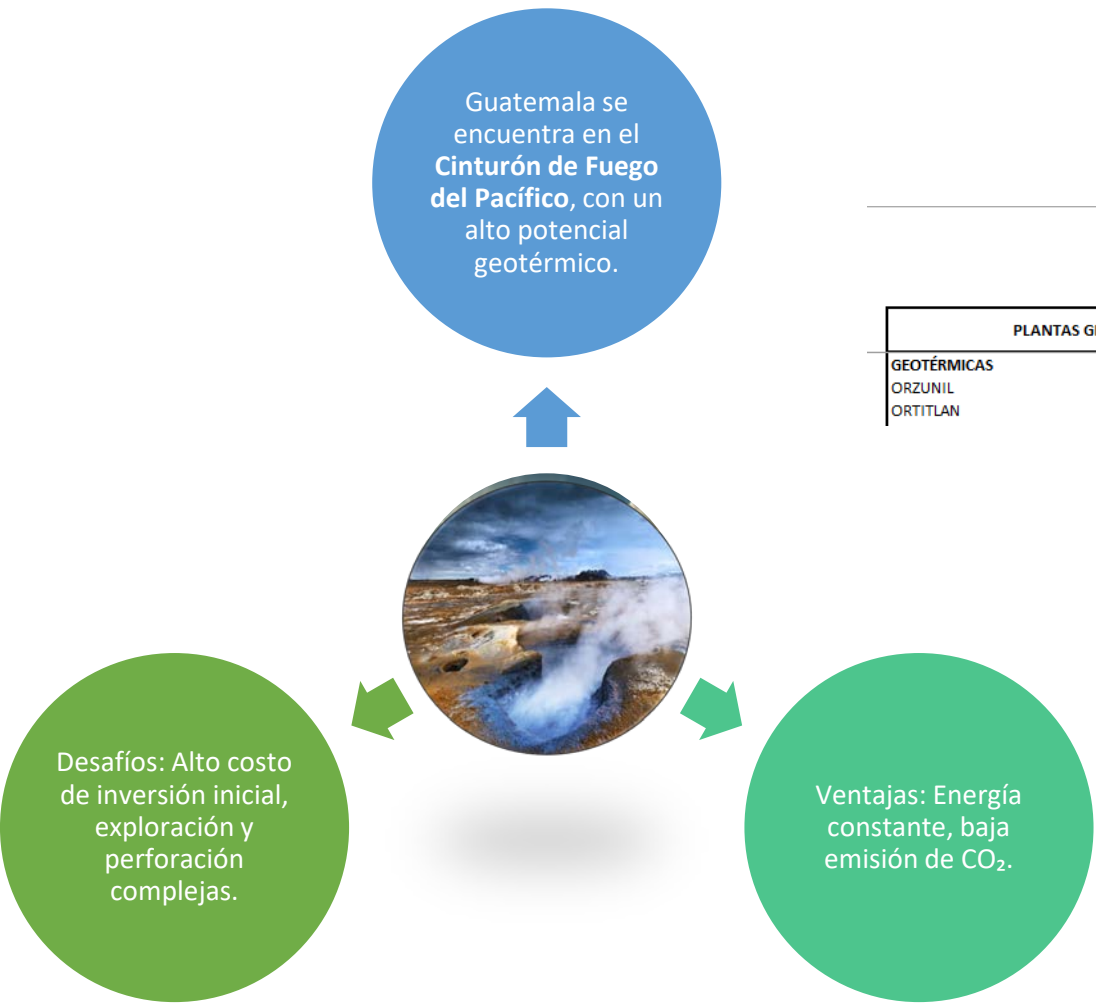 Guatemala se
encuentra en el
Cinturón de Fuego
del Pacífico, con un
alto potencial
geotérmico.
PLANTAS
GEOTÉRMICAS
ORZUNIL
ORTITLAN
Desafíos: Alto costo
de inversión inicial,
exploración y
perforación
complejas.
Ventajas: Energía
constante, baja
emisión de CO₂.